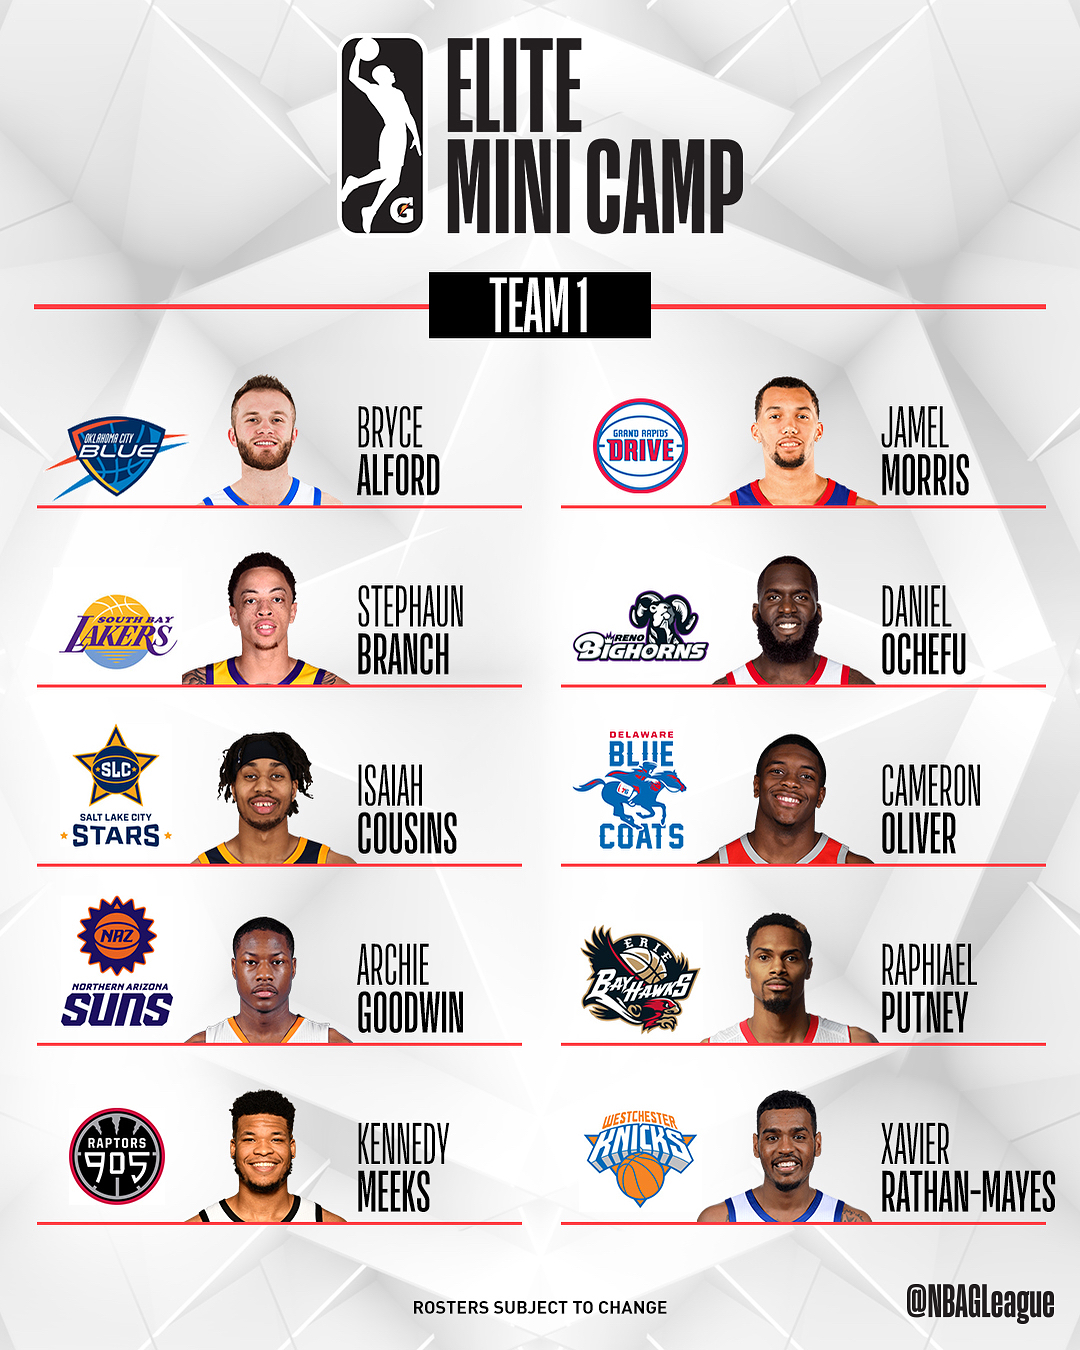 G
ELITE
MINI CAMP
TEAM 1
OKLAHOMA CITY
BLUE
BRYCE
ALFORD
GRAND RAPIDS
DRIVE
JAMEL
MORRIS
SOUTH BAY
LAKERS
STEPHAUN
BRANCH
RENO
BIGHORNS
DANIEL
OCHEFU
SLC
SALT LAKE CITY
STARS
ISAIAH
COUSINS
DELAWARE
BLUE
76
COATS
CAMERON
OLIVER
NAZ
NORTHERN ARIZONA
SUNS
ARCHIE
GOODWIN
ERIE
BAYHAWKS
RAPHIAEL
PUTNEY
RAPTORS
905
KENNEDY
MEEKS
WESTCHESTER
KNICKS
XAVIER
RATHAN-MAYES
ROSTERS SUBJECT TO CHANGE
@NBAGLeague